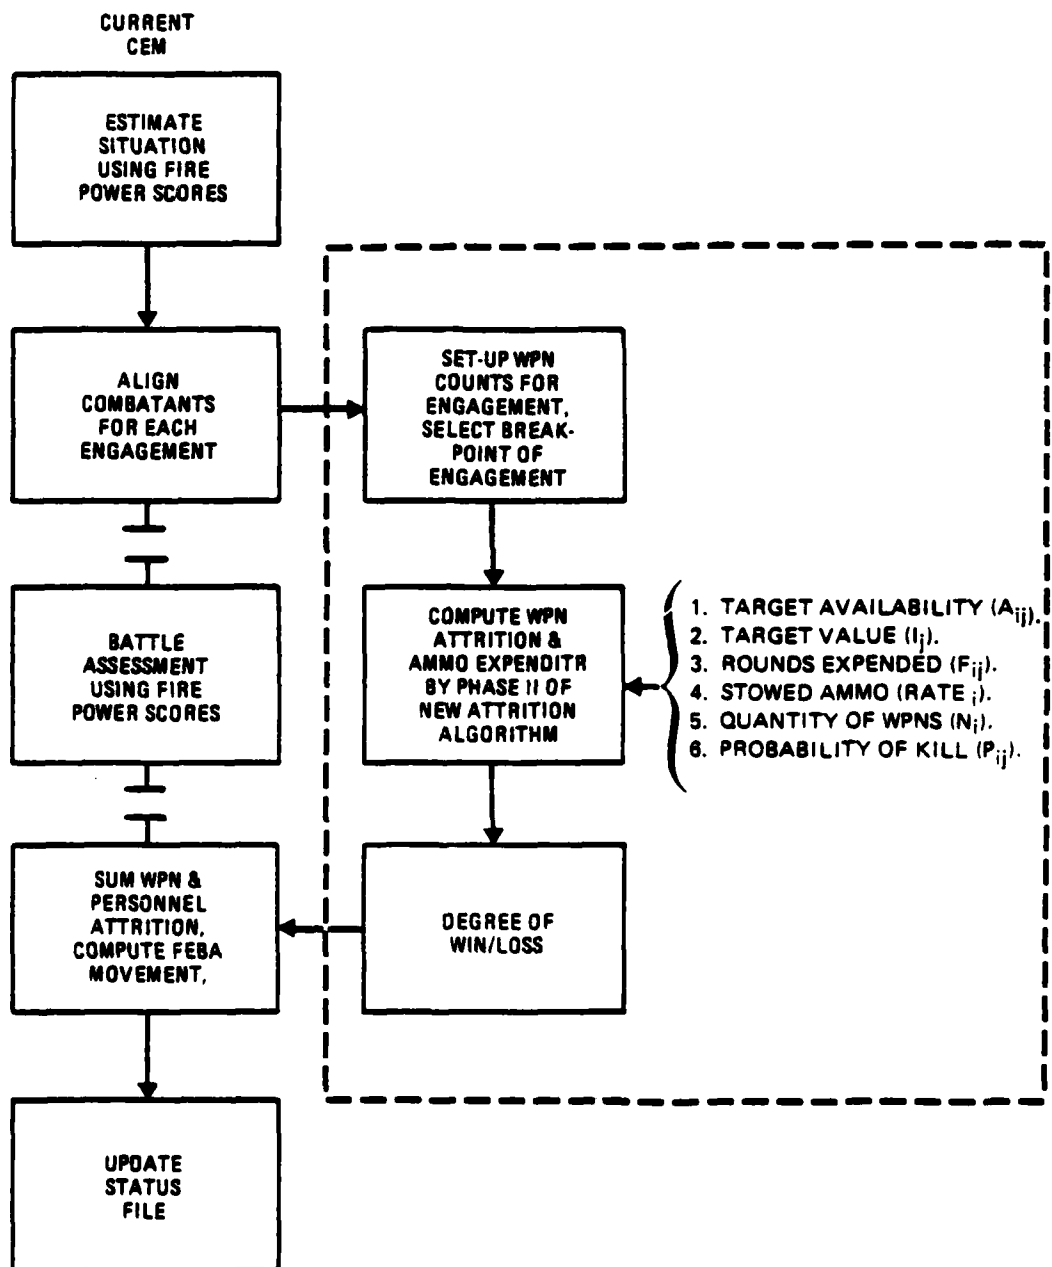 CURRENT
CEM
ESTIMATE
SITUATION
USING FIRE
POWER SCORES
ALIGN
COMBATANTS
FOR EACH
ENGAGEMENT
SET-UP WPN
COUNTS FOR
ENGAGEMENT,
SELECT BREAK-
POINT OF
ENGAGEMENT
BATTLE
ASSESSMENT
USING FIRE
POWER SCORES
COMPUTE WPN
ATTRITION &
AMMO EXPENDITR
BY PHASE II OF
NEW ATTRITION
ALGORITHM
1. TARGET AVAILABILITY (Aij).
2. TARGET VALUE (Ij).
3. ROUNDS EXPENDED (Fij).
4. STOWED AMMO (RATE i).
5. QUANTITY OF WPNS (Ni).
6. PROBABILITY OF KILL (Pij).
SUM WPN &
PERSONNEL
ATTRITION,
COMPUTE FEBA
MOVEMENT,
DEGREE OF
WIN/LOSS
UPDATE
STATUS
FILE